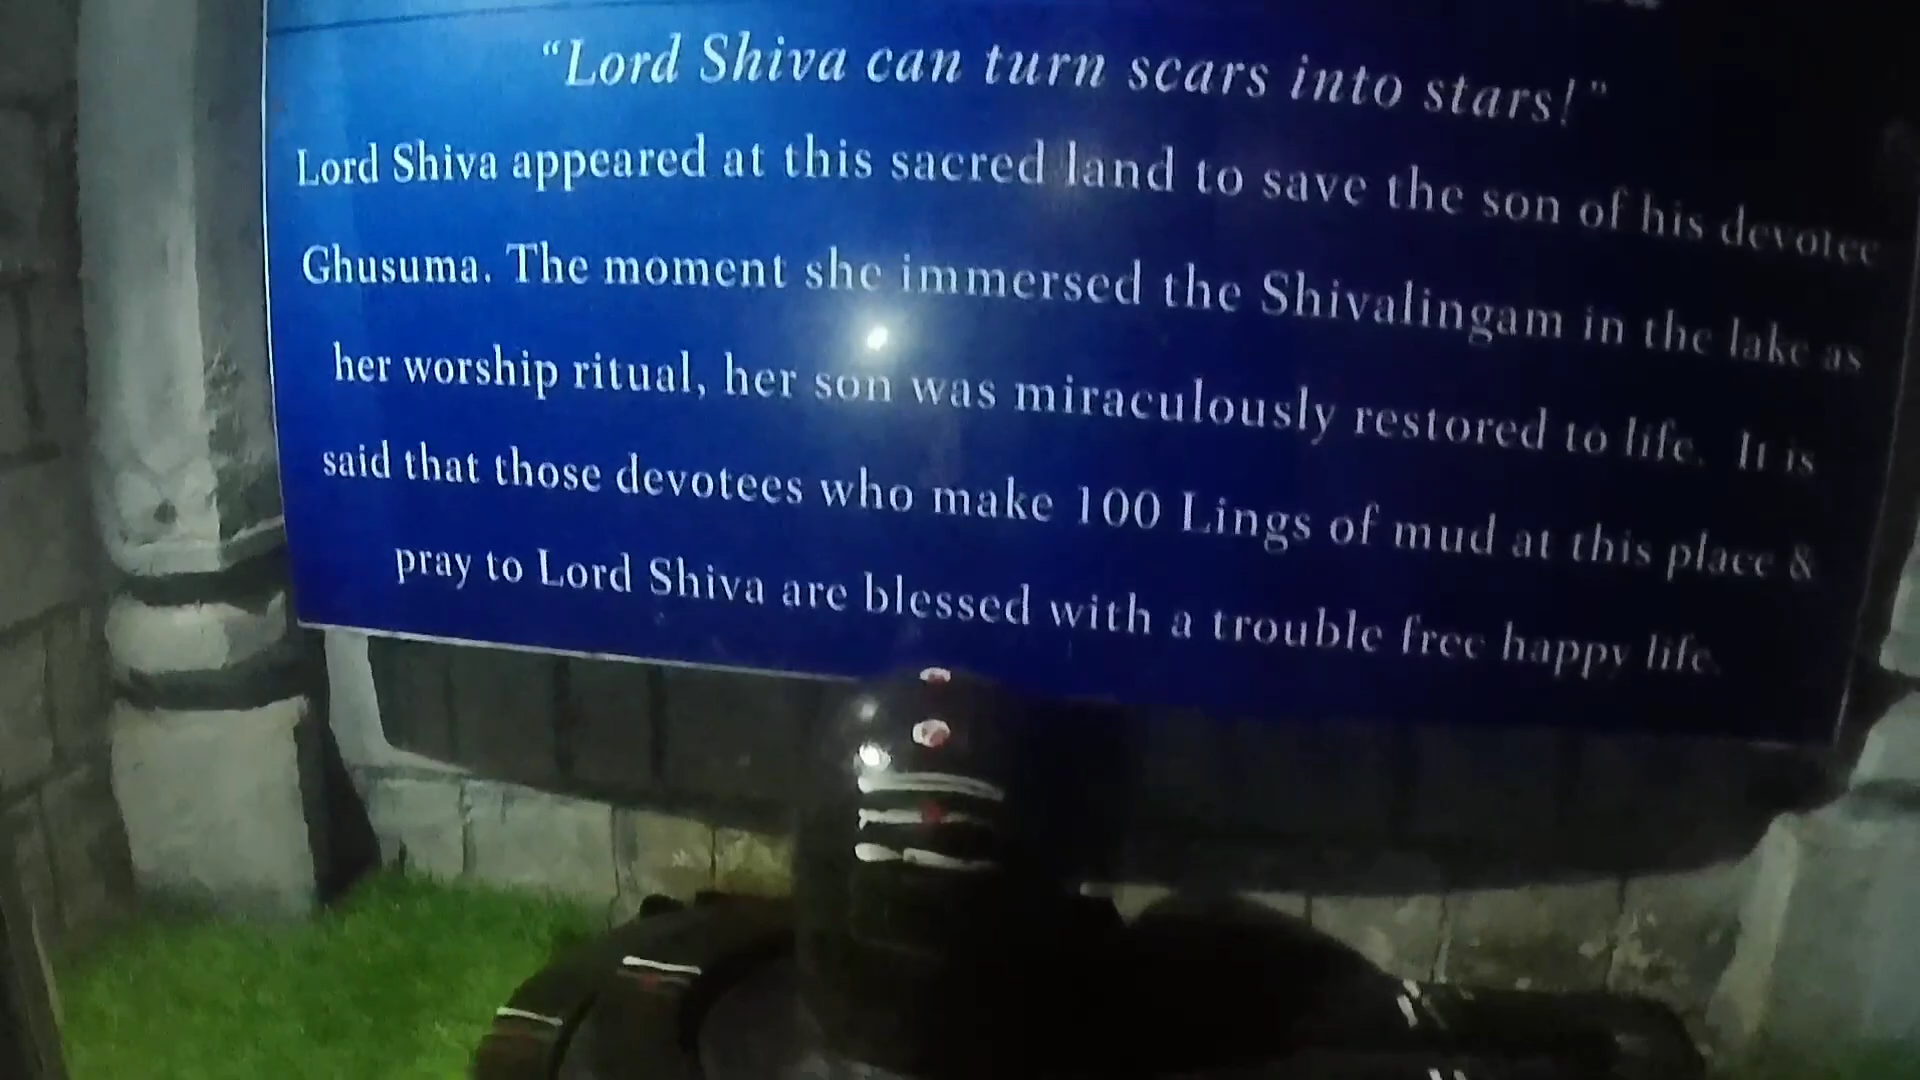 “Lord Shiva can turn scars into stars!”
Lord Shiva appeared at this sacred land to save the son of his devotee
Ghusuma. The moment she immersed the Shivalingam in the lake as
her worship ritual, her son was miraculously restored to life. It is
said that those devotees who make 100 Lings of mud at this place &
pray to Lord Shiva are blessed with a trouble free happy life.